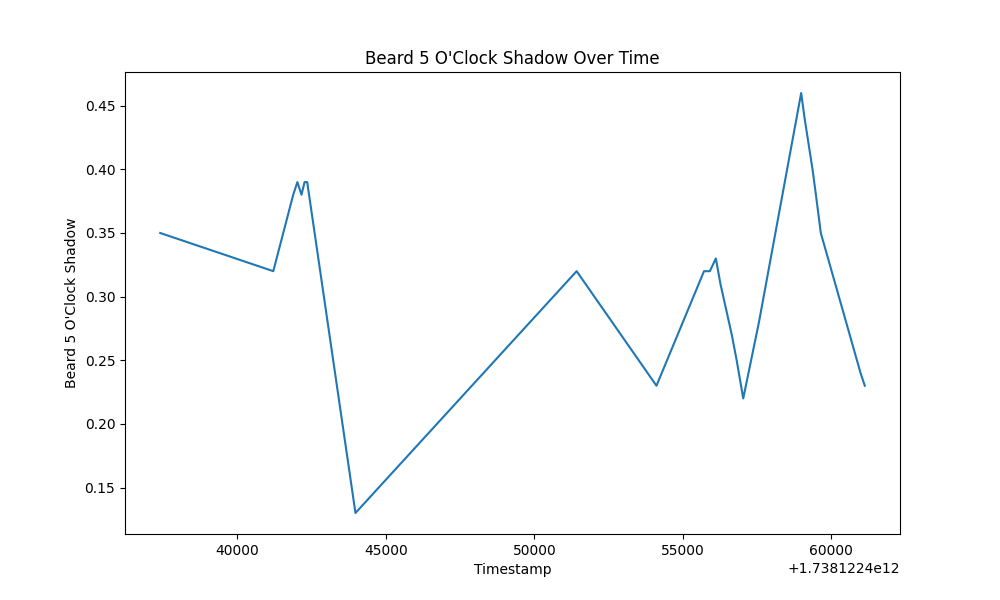 Beard 5 O'Clock Shadow Over Time
Beard 5 O'Clock Shadow
0.45
0.40
0.35
0.30
0.25
0.20
0.15
40000 45000 50000 55000 60000
Timestamp
+1.7381224e12